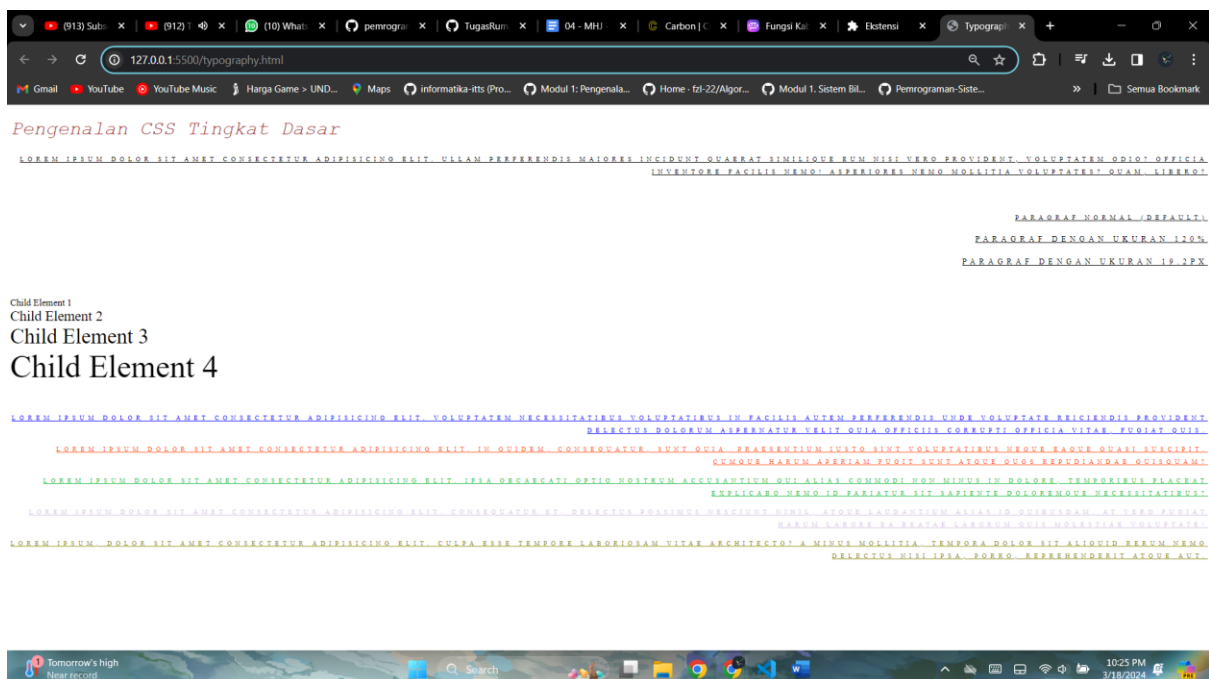 (913) Subs
(912) T
(10) Whats
pemrogra
TugasRum
04 - MHJ -
Carbon | C
Fungsi Kal
Ekstensi
Typograph
127.0.0.1:5500/typography.html
Gmail
YouTube
YouTube Music
Harga Game > UND...
Maps
informatika-itts (Pro...
Modul 1: Pengenala...
Home · fzl-22/Algor...
Modul 1. Sistem Bil...
Pemrograman-Siste...
»
Semua Bookmark
Pengenalan CSS Tingkat Dasar
LOREM IPSUM DOLOR SIT AMET CONSECTETUR ADIPISICING ELIT. ULLAM PERFERENDIS MAIORES INCIDUNT QUAERAT SIMILIQUE EUM NISI VERO PROVIDENT, VOLUPTATEM ODIO? OFFICIA
INVENTORE FACILIS NEMO! ASPERIORES NEMO MOLLITIA VOLUPTATES? QUAM, LIBERO?
PARAGRAF NORMAL (DEFAULT)
PARAGRAF DENGAN UKURAN 120%
PARAGRAF DENGAN UKURAN 19.2PX
Child Element 1
Child Element 2
Child Element 3
Child Element 4
LOREM IPSUM DOLOR SIT AMET CONSECTETUR ADIPISICING ELIT. VOLUPTATEM NECESSITATIBUS VOLUPTATIBUS IN FACILIS AUTEM PERFERENDIS UNDE VOLUPTATE REICIENDIS PROVIDENT
DELECTUS DOLORUM ASPERNATUR VELIT QUIA OFFICIIS CORRUPTI OFFICIA VITAE, FUGIAT QUIS.
LOREM IPSUM DOLOR SIT AMET CONSECTETUR ADIPISICING ELIT. IN QUIDEM, CONSEQUATUR, SUNT QUIA, PRAESENTIUM IUSTO SINT VOLUPTATIBUS NEQUE EAQUE QUASI SUSCIPIT,
CUMQUE HARUM APERIAM FUGIT SUNT ATQUE QUOS REPUDIANDAE QUISQUAM?
LOREM IPSUM DOLOR SIT AMET CONSECTETUR ADIPISICING ELIT. IPSA OBCAECATI OPTIO NOSTRUM ACCUSANTIUM QUI ALIAS COMMODI NON MINUS IN DOLORE, TEMPORIBUS PLACEAT
EXPLICABO NEMO ID PARIATUR SIT SAPIENTE DOLOREMQUE NECESSITATIBUS?
LOREM IPSUM DOLOR SIT AMET CONSECTETUR ADIPISICING ELIT. CONSEQUATUR ET, DELECTUS POSSIMUS NESCIUNT NIHIL, ATQUE LAUDANTIUM ALIAS ID QUIBUSDAM, AT VERO FUGIAT
HARUM LABORE EA BEATAE LABORUM QUIS MOLESTIAE VOLUPTATE!
LOREM IPSUM, DOLOR SIT AMET CONSECTETUR ADIPISICING ELIT. CULPA ESSE TEMPORE LABORIOSAM VITAE ARCHITECTO? A MINUS MOLLITIA, TEMPORA DOLOR SIT ALIQUID RERUM NEMO
DELECTUS NISI IPSA, PORRO, REPREHENDERIT ATQUE AUT.
1
Tomorrow's high
Near record
Search
10:25 PM
3/18/2024
PRE